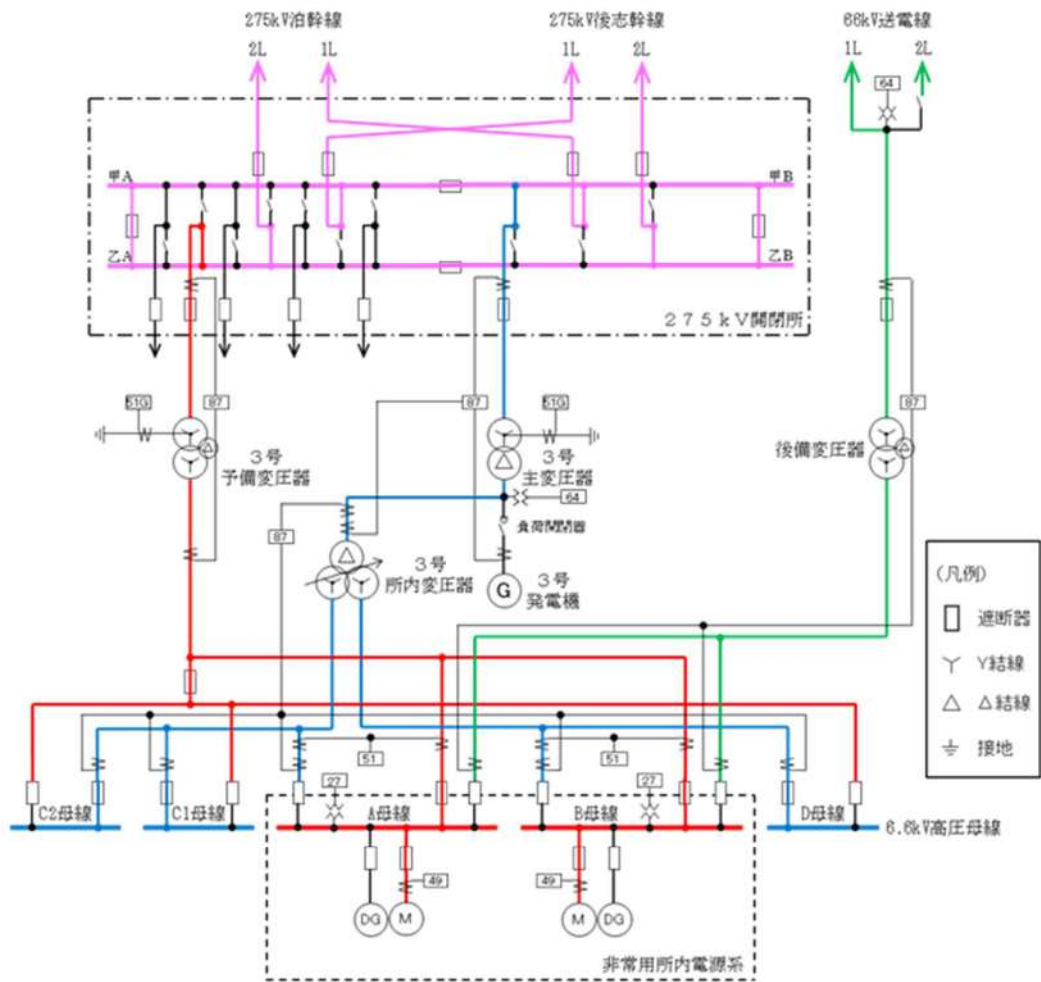 275kV泊幹線
275kV後志幹線
66kV送電線
2L
1L
1L
2L
1L
2L
64
甲A
甲B
乙A
乙B
275kV開閉所
51G
87
87
51G
87
3号
予備変圧器
3号
主変圧器
後備変圧器
64
負荷開閉器
87
3号
所内変圧器
G
3号
発電機
(凡例)
遮断器
Y結線
△結線
接地
51
51
27
27
C2母線
C1母線
A母線
B母線
D母線
6.6kV高圧母線
49
49
DG
M
M
DG
非常用所内電源系